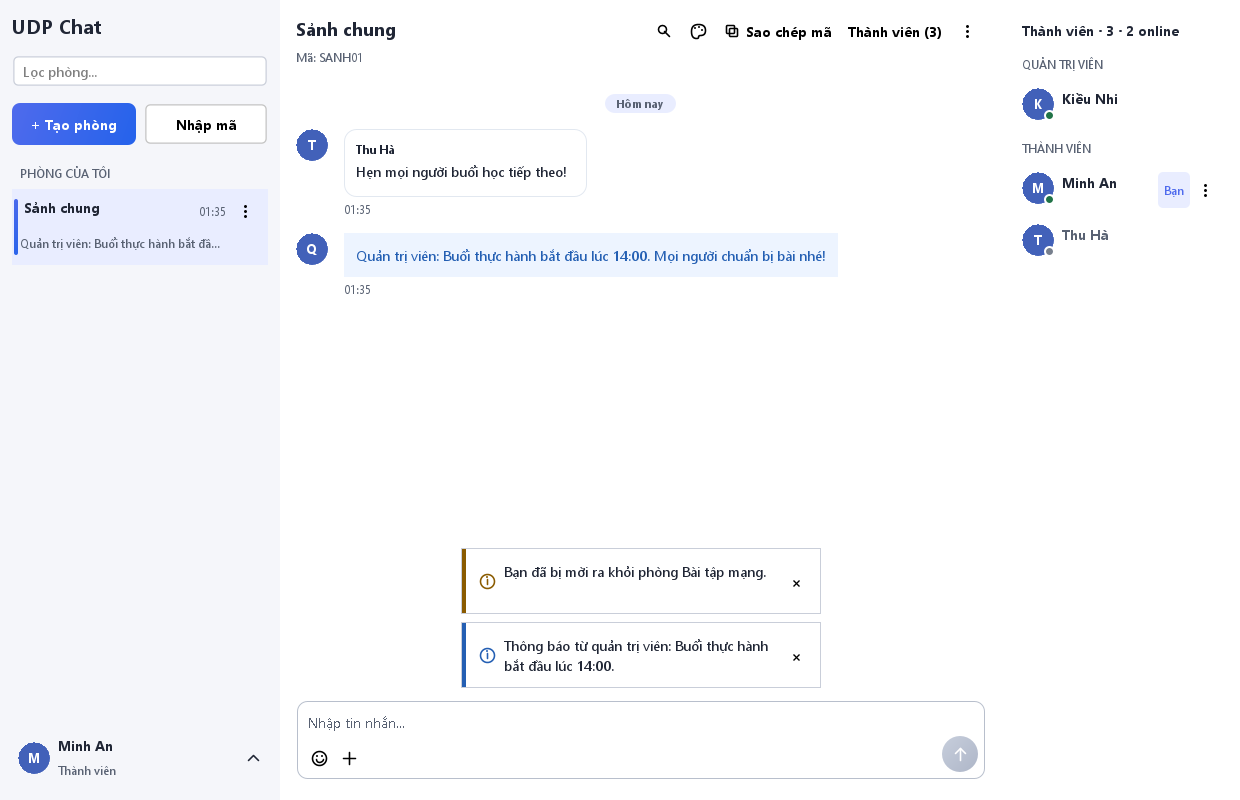 UDP Chat
Lọc phòng...
+ Tạo phòng
Nhập mã
PHÒNG CỦA TÔI
Sảnh chung
01:35
Quản trị viên: Buổi thực hành bắt đầ...
M
Minh An
Thành viên
Sảnh chung
Mã: SANH01
Sao chép mã
Thành viên (3)
Hôm nay
T
Thu Hà
Hẹn mọi người buổi học tiếp theo!
01:35
Q
Quản trị viên: Buổi thực hành bắt đầu lúc 14:00. Mọi người chuẩn bị bài nhé!
01:35
Bạn đã bị mời ra khỏi phòng Bài tập mạng.
Thông báo từ quản trị viên: Buổi thực hành
bắt đầu lúc 14:00.
Nhập tin nhắn...
Thành viên - 3 - 2 online
QUẢN TRỊ VIÊN
K
Kiều Nhi
THÀNH VIÊN
M
Minh An
Bạn
T
Thu Hà